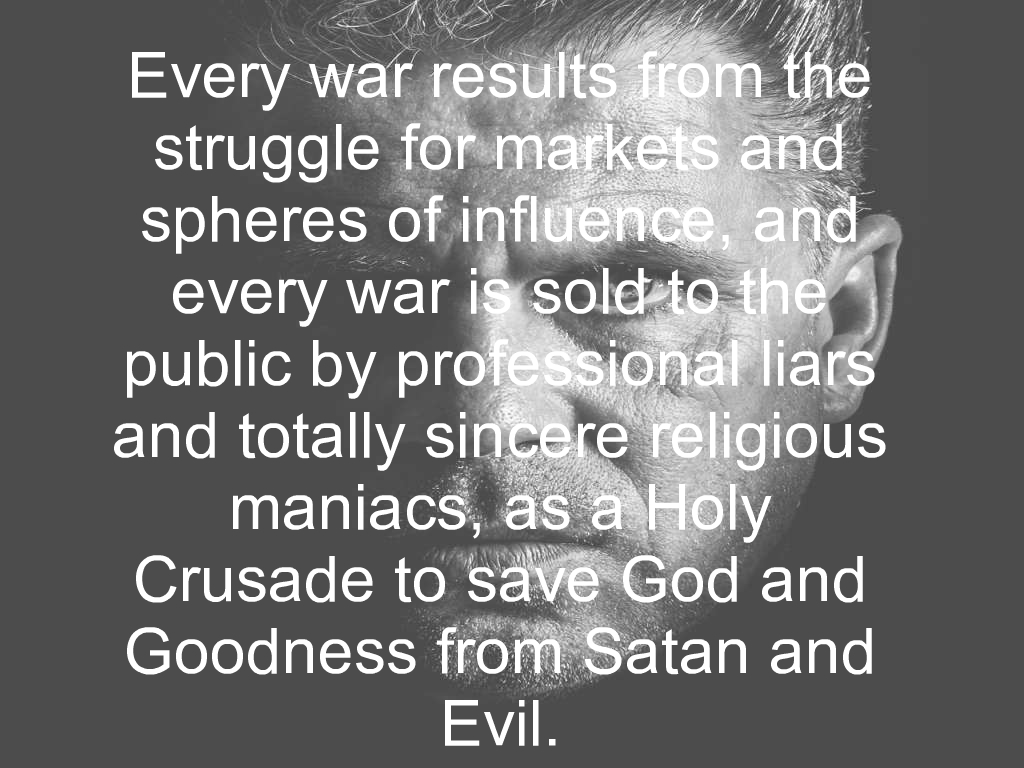 Every war results from the
struggle for markets and
spheres of influence, and
every war is sold to the
public by professional liars
and totally sincere religious
maniacs, as a Holy
Crusade to save God and
Goodness from Satan and
Evil.